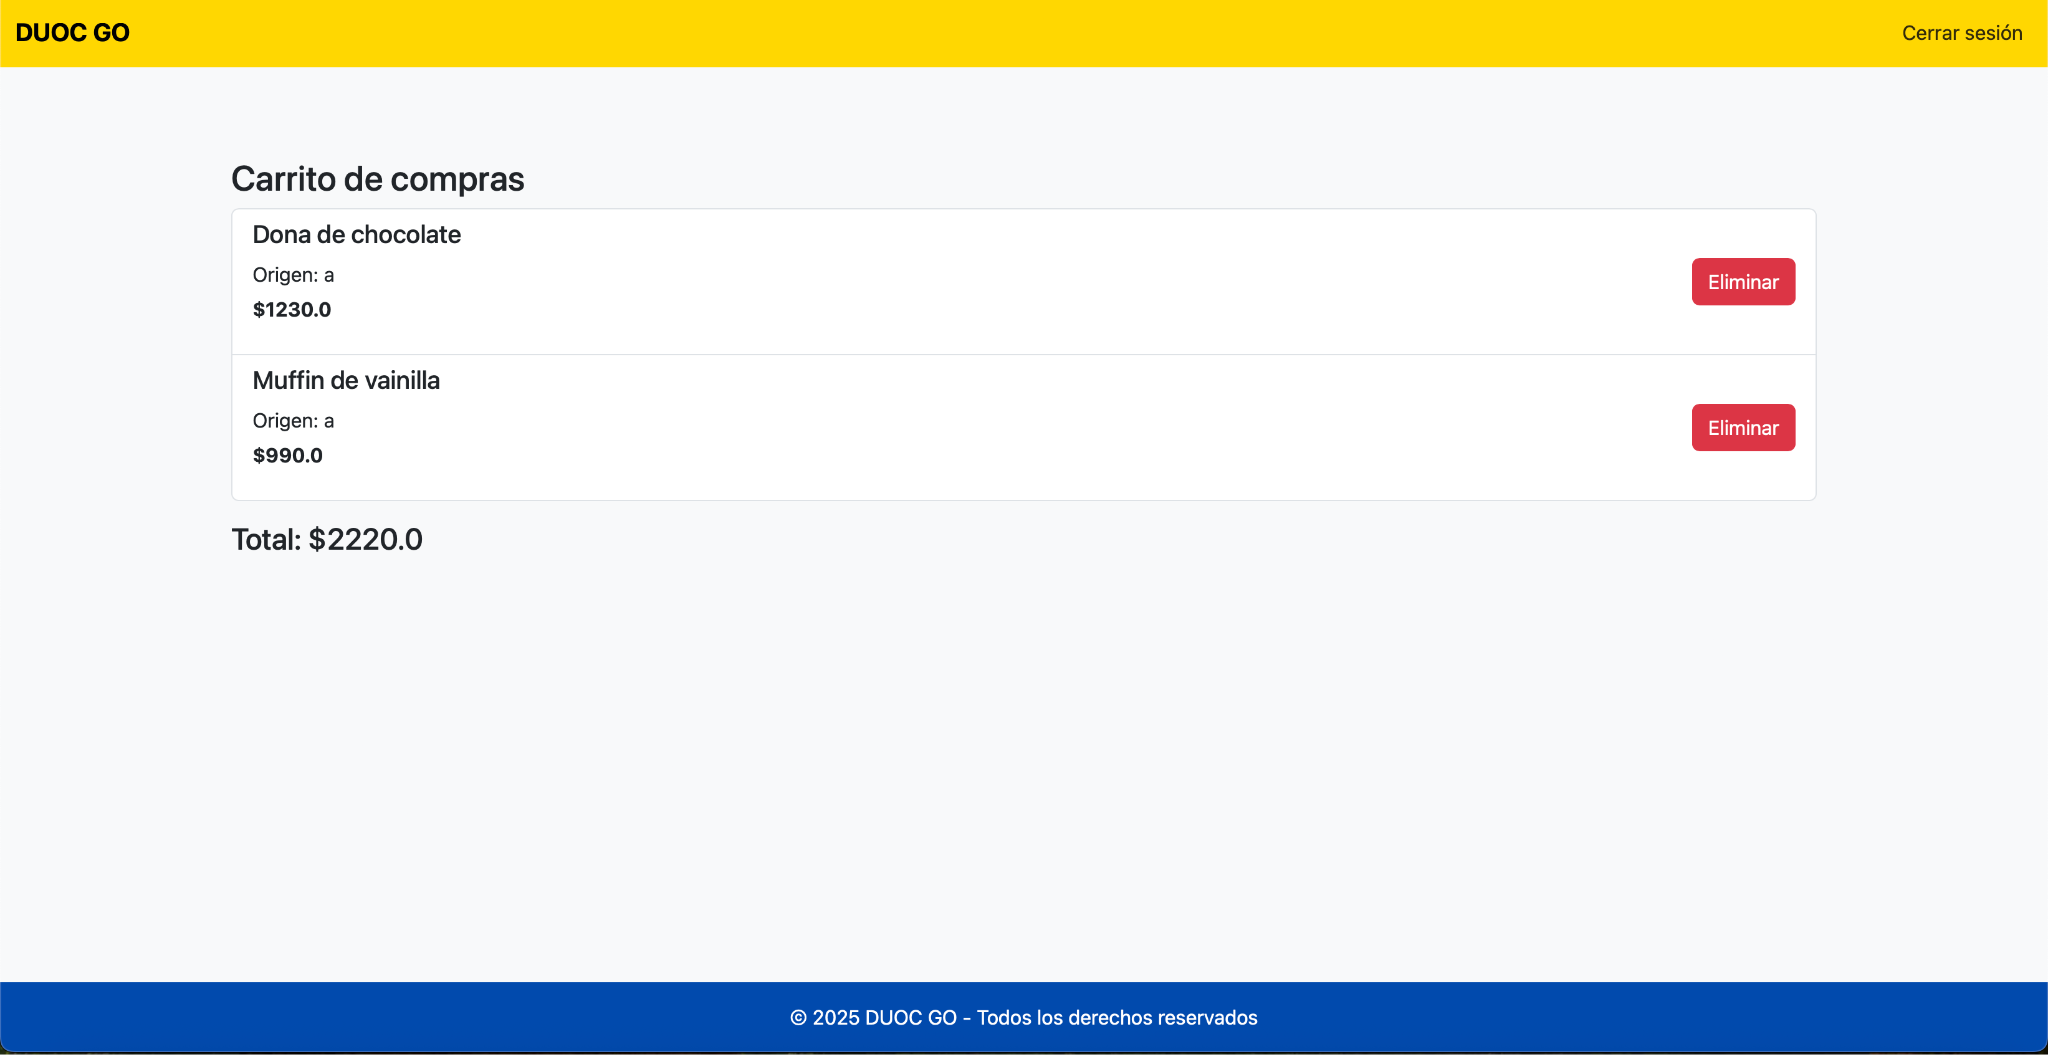 DUOC GO
Cerrar sesión
Carrito de compras
Dona de chocolate
Origen: a
$1230.0
Eliminar
Muffin de vainilla
Origen: a
$990.0
Eliminar
Total: $2220.0
© 2025 DUOC GO - Todos los derechos reservados